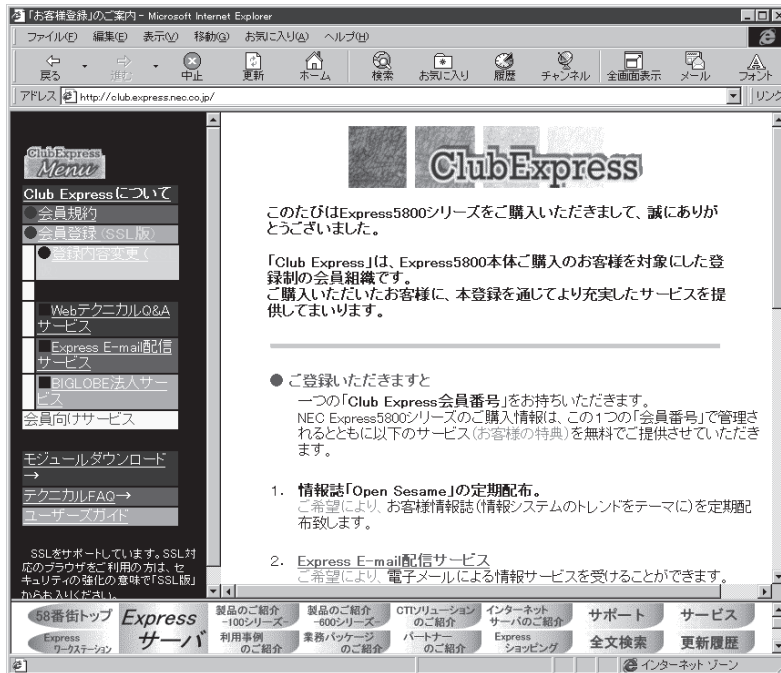 「お客様登録」のご案内 - Microsoft Internet Explorer
ファイル(F) 編集(E) 表示(V) 移動(G) お気に入り(A) ヘルプ(H)
戻る 進む 中止 更新 ホーム 検索 お気に入り 履歴 チャンネル 全画面表示 メール フォント
アドレス http://club.express.nec.co.jp/ リンク
ClubExpress
Menu
Club Expressについて
●会員規約
●会員登録(SSL版)
●登録内容変更(
■WebテクニカルQ&A
サービス
■Express E-mail配信
サービス
■BIGLOBE法人サー
ビス
会員向けサービス
モジュールダウンロード
→
テクニカルFAQ→
ユーザーズガイド
SSLをサポートしています。SSL対
応のブラウザをご利用の方は、セ
キュリティの強化の意味で「SSL版」
からお入りください。
ClubExpress
このたびはExpress5800シリーズをご購入いただきまして、誠にありが
とうございました。
「Club Express」は、Express5800本体ご購入のお客様を対象にした登
録制の会員組織です。
ご購入いただいたお客様に、本登録を通じてより充実したサービスを提
供してまいります。
● ご登録いただきますと
一つの「Club Express会員番号」をお持ちいただきます。
NEC Express5800シリーズのご購入情報は、この1つの「会員番号」で管理さ
れるとともに以下のサービス(お客様の特典)を無料でご提供させていただき
ます。
1. 情報誌「Open Sesame」の定期配布。
ご希望により、お客様情報誌(情報システムのトレンドをテーマに)を定期配
布致します。
2. Express E-mail配信サービス
ご希望により、電子メールによる情報サービスを受けることができます。
58番街トップ Express サーバ 製品のご紹介 -100シリーズ- 製品のご紹介 -600シリーズ- CTIソリューション のご紹介 インターネット サーバのご紹介 サポート サービス
Express ワークステーション 利用事例 のご紹介 業務パッケージ のご紹介 パートナー のご紹介 Express ショッピング 全文検索 更新履歴
インターネット ゾーン